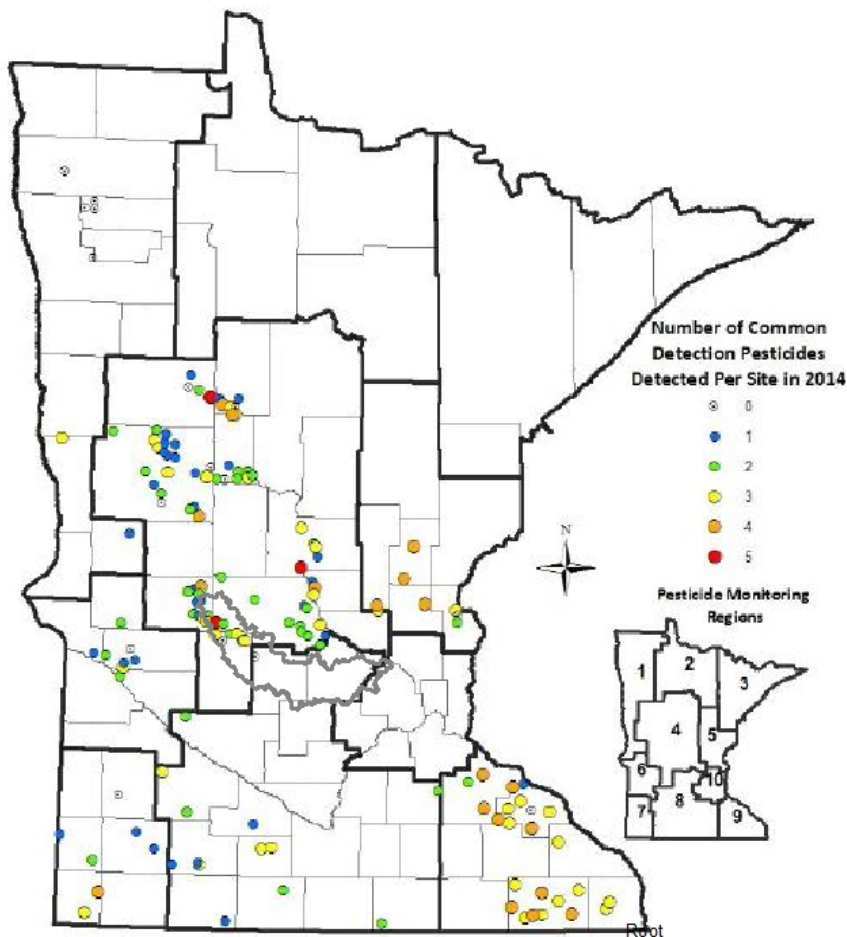 Number of Common
Detection Pesticides
Detected Per Site in 2014
0
1
2
3
4
5
N
Pesticide Monitoring
Regions
1
2
3
4
5
6
10
7
8
9
Root